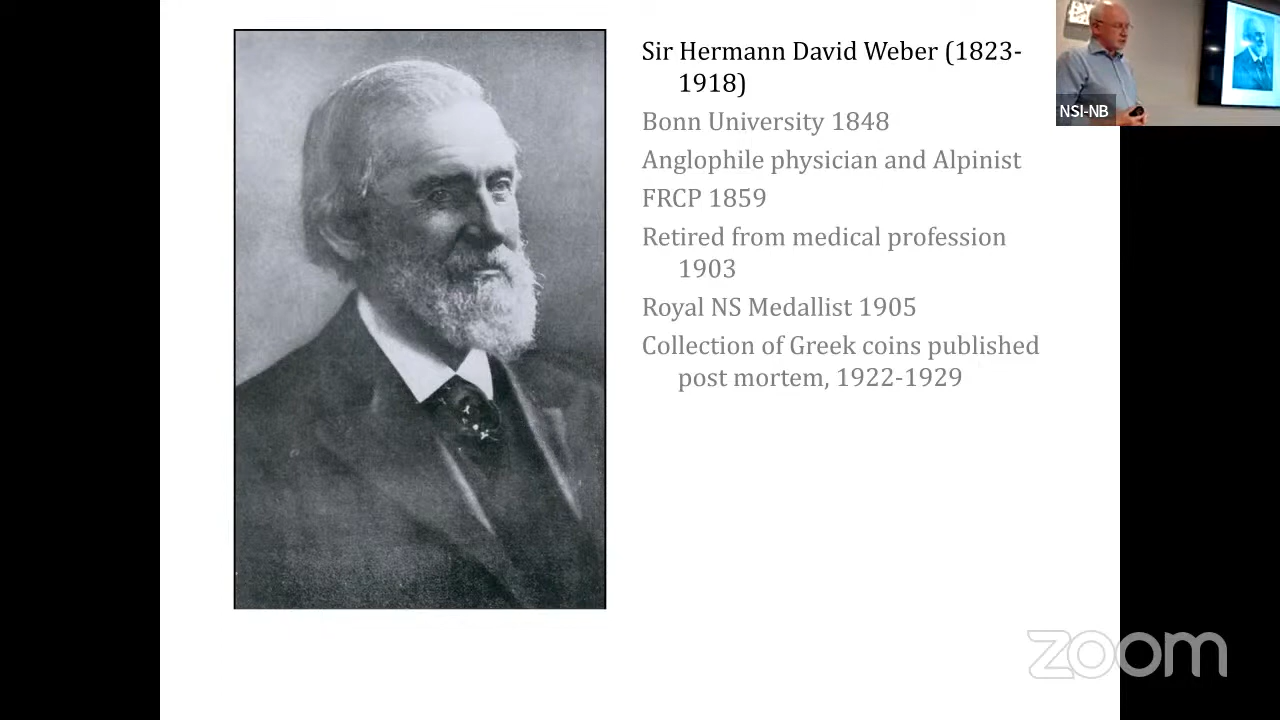 Sir Hermann David Weber (1823-
1918)
Bonn University 1848
Anglophile physician and Alpinist
FRCP 1859
Retired from medical profession
1903
Royal NS Medallist 1905
Collection of Greek coins published
post mortem, 1922-1929
NSI-NB
zoom